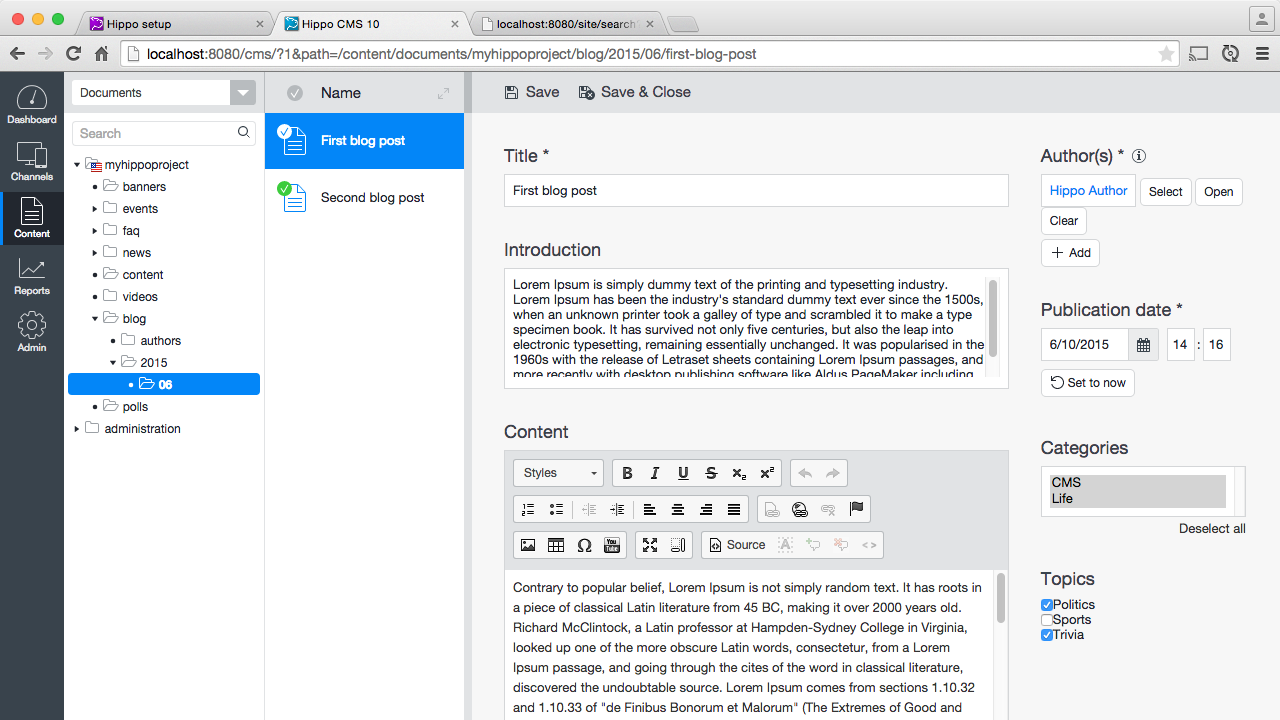 Hippo setup
Hippo CMS 10
localhost:8080/site/search
localhost:8080/cms/?1&path=/content/documents/myhippoproject/blog/2015/06/first-blog-post
Dashboard
Channels
Content
Reports
Admin
Documents
Search
myhippoproject
banners
events
faq
news
content
videos
blog
authors
2015
06
polls
administration
Name
First blog post
Second blog post
Save
Save & Close
Title *
First blog post
Introduction
Lorem Ipsum is simply dummy text of the printing and typesetting industry.
Lorem Ipsum has been the industry's standard dummy text ever since the 1500s,
when an unknown printer took a galley of type and scrambled it to make a type
specimen book. It has survived not only five centuries, but also the leap into
electronic typesetting, remaining essentially unchanged. It was popularised in the
1960s with the release of Letraset sheets containing Lorem Ipsum passages, and
more recently with desktop publishing software like Aldus PageMaker including
Content
Styles
B I U S x₂ x²
Ω
You Tube
Source
A
Contrary to popular belief, Lorem Ipsum is not simply random text. It has roots in
a piece of classical Latin literature from 45 BC, making it over 2000 years old.
Richard McClintock, a Latin professor at Hampden-Sydney College in Virginia,
looked up one of the more obscure Latin words, consectetur, from a Lorem
Ipsum passage, and going through the cites of the word in classical literature,
discovered the undoubtable source. Lorem Ipsum comes from sections 1.10.32
and 1.10.33 of "de Finibus Bonorum et Malorum" (The Extremes of Good and
Author(s) *
Hippo Author
Select
Open
Clear
+ Add
Publication date *
6/10/2015
14 : 16
Set to now
Categories
CMS
Life
Deselect all
Topics
Politics
Sports
Trivia